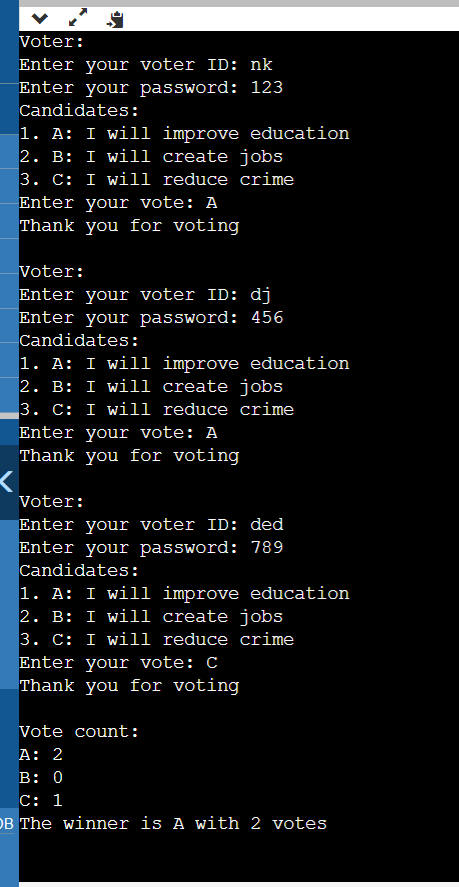 Voter:
Enter your voter ID: nk
Enter your password: 123
Candidates:
1. A: I will improve education
2. B: I will create jobs
3. C: I will reduce crime
Enter your vote: A
Thank you for voting
Voter:
Enter your voter ID: dj
Enter your password: 456
Candidates:
1. A: I will improve education
2. B: I will create jobs
3. C: I will reduce crime
Enter your vote: A
Thank you for voting
Voter:
Enter your voter ID: ded
Enter your password: 789
Candidates:
1. A: I will improve education
2. B: I will create jobs
3. C: I will reduce crime
Enter your vote: C
Thank you for voting
Vote count:
A: 2
B: 0
C: 1
The winner is A with 2 votes